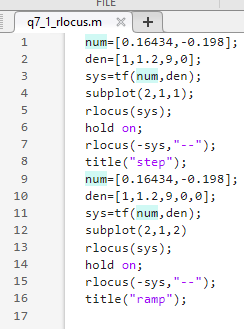 FILE
q7_1_rlocus.m
1 num=[0.16434,-0.198];
2 den=[1,1.2,9,0];
3 sys=tf(num,den);
4 subplot(2,1,1);
5 rlocus(sys);
6 hold on;
7 rlocus(-sys,"--");
8 title("step");
9 num=[0.16434,-0.198];
10 den=[1,1.2,9,0,0];
11 sys=tf(num,den);
12 subplot(2,1,2)
13 rlocus(sys);
14 hold on;
15 rlocus(-sys,"--");
16 title("ramp");
17